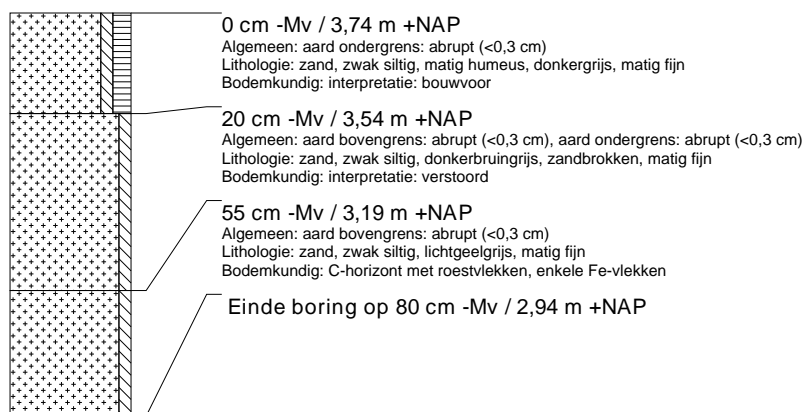 0 cm -Mv / 3,74 m +NAP
Algemeen: aard ondergrens: abrupt (<0,3 cm)
Lithologie: zand, zwak siltig, matig humeus, donkergrijs, matig fijn
Bodemkundig: interpretatie: bouwvoor
20 cm -Mv / 3,54 m +NAP
Algemeen: aard bovengrens: abrupt (<0,3 cm), aard ondergrens: abrupt (<0,3 cm)
Lithologie: zand, zwak siltig, donkerbruingrijs, zandbrokken, matig fijn
Bodemkundig: interpretatie: verstoord
55 cm -Mv / 3,19 m +NAP
Algemeen: aard bovengrens: abrupt (<0,3 cm)
Lithologie: zand, zwak siltig, lichtgeelgrijs, matig fijn
Bodemkundig: C-horizont met roestvlekken, enkele Fe-vlekken
Einde boring op 80 cm -Mv / 2,94 m +NAP